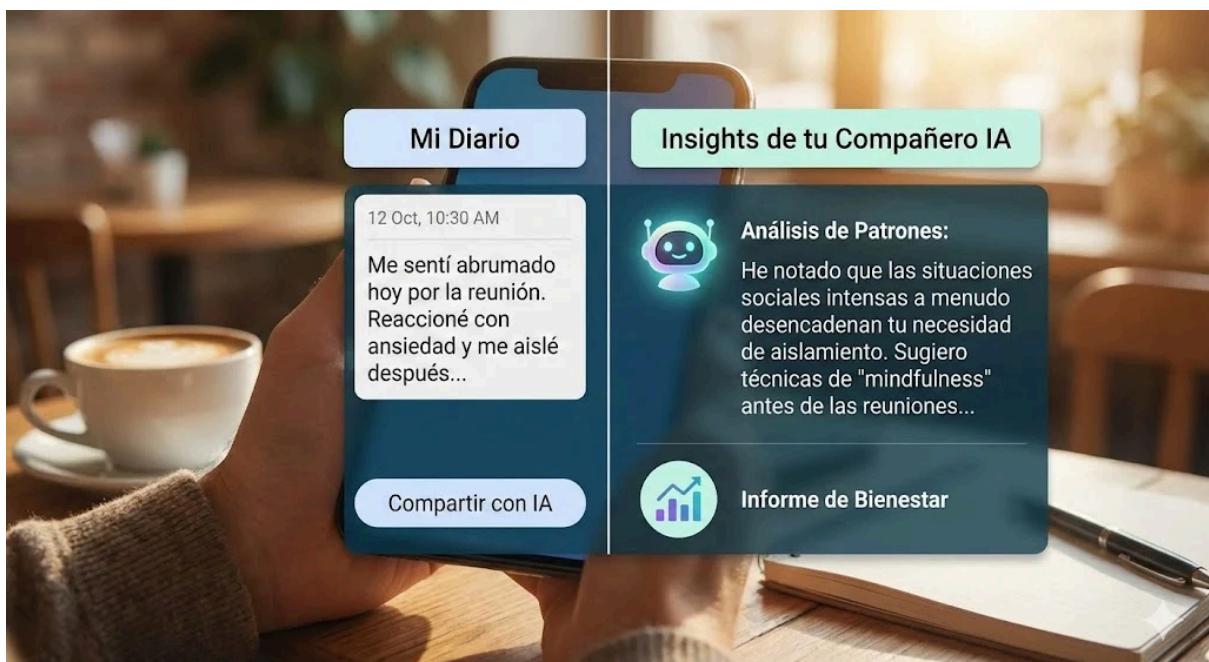 Mi Diario
12 Oct, 10:30 AM
Me sentí abrumado
hoy por la reunión.
Reaccioné con
ansiedad y me aislé
después...
Compartir con IA
Insights de tu Compañero IA
Análisis de Patrones:
He notado que las situaciones
sociales intensas a menudo
desencadenan tu necesidad
de aislamiento. Sugiero
técnicas de "mindfulness"
antes de las reuniones...
Informe de Bienestar